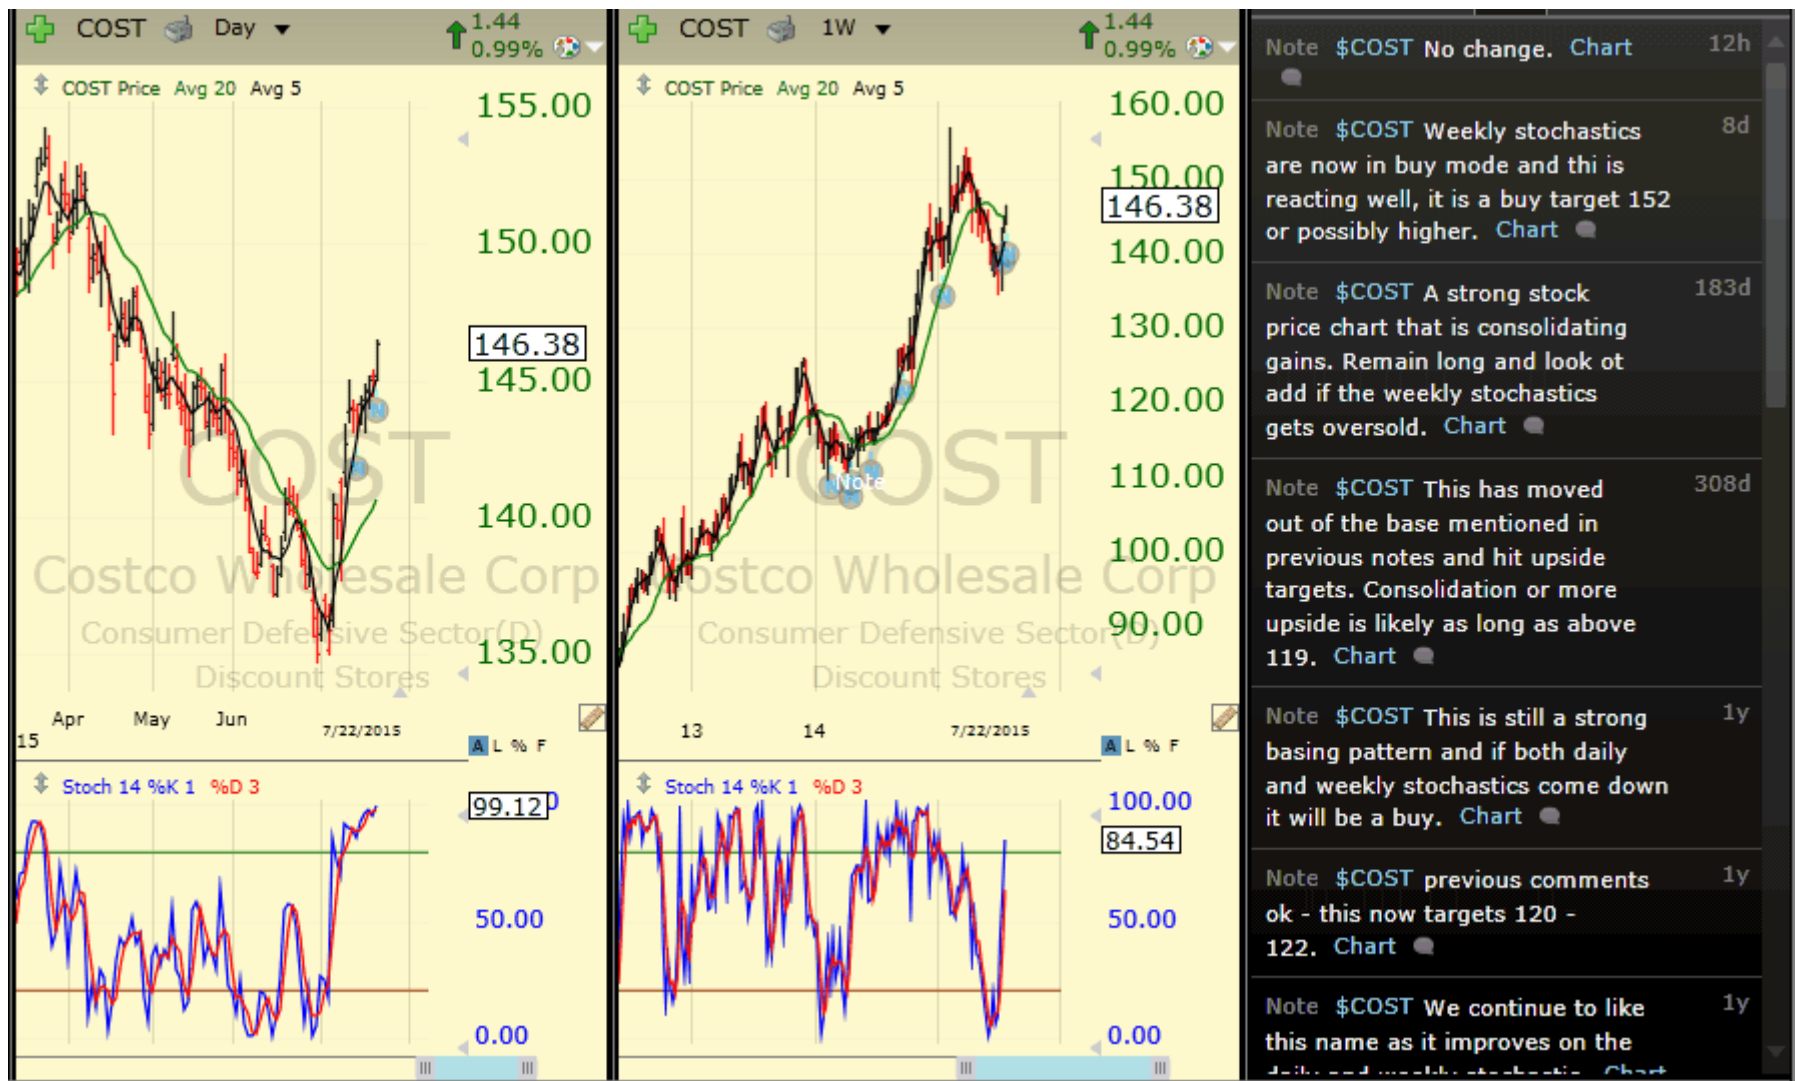 COST Day 1.44
0.99%
COST Price Avg 20 Avg 5
155.00
150.00
146.38
145.00
COST
140.00
Costco Wholesale Corp
Consumer Defensive Sector(D)
135.00
Discount Stores
Apr May Jun 7/22/2015
15
A L % F
Stoch 14 %K 1 %D 3
99.12
50.00
0.00
COST 1W 1.44
0.99%
COST Price Avg 20 Avg 5
160.00
150.00
146.38
140.00
130.00
120.00
COST
110.00
Note
100.00
Costco Wholesale Corp
90.00
Consumer Defensive Sector(D)
Discount Stores
13 14 7/22/2015
A L % F
Stoch 14 %K 1 %D 3
100.00
84.54
50.00
0.00
Note $COST No change. Chart 12h
Note $COST Weekly stochastics 8d
are now in buy mode and thi is
reacting well, it is a buy target 152
or possibly higher. Chart
Note $COST A strong stock 183d
price chart that is consolidating
gains. Remain long and look ot
add if the weekly stochastics
gets oversold. Chart
Note $COST This has moved 308d
out of the base mentioned in
previous notes and hit upside
targets. Consolidation or more
upside is likely as long as above
119. Chart
Note $COST This is still a strong 1y
basing pattern and if both daily
and weekly stochastics come down
it will be a buy. Chart
Note $COST previous comments 1y
ok - this now targets 120 -
122. Chart
Note $COST We continue to like 1y
this name as it improves on the
daily and weekly stochastic. Chart